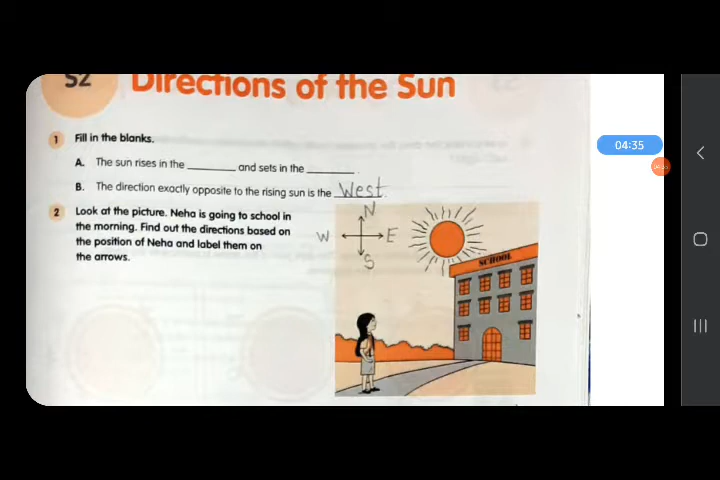 S2
Directions of the Sun
04:35
1 Fill in the blanks.
A. The sun rises in the ________ and sets in the ________ .
B. The direction exactly opposite to the rising sun is the West.
2 Look at the picture. Neha is going to school in
the morning. Find out the directions based on
the position of Neha and label them on
the arrows.
N
W E
S
SCHOOL